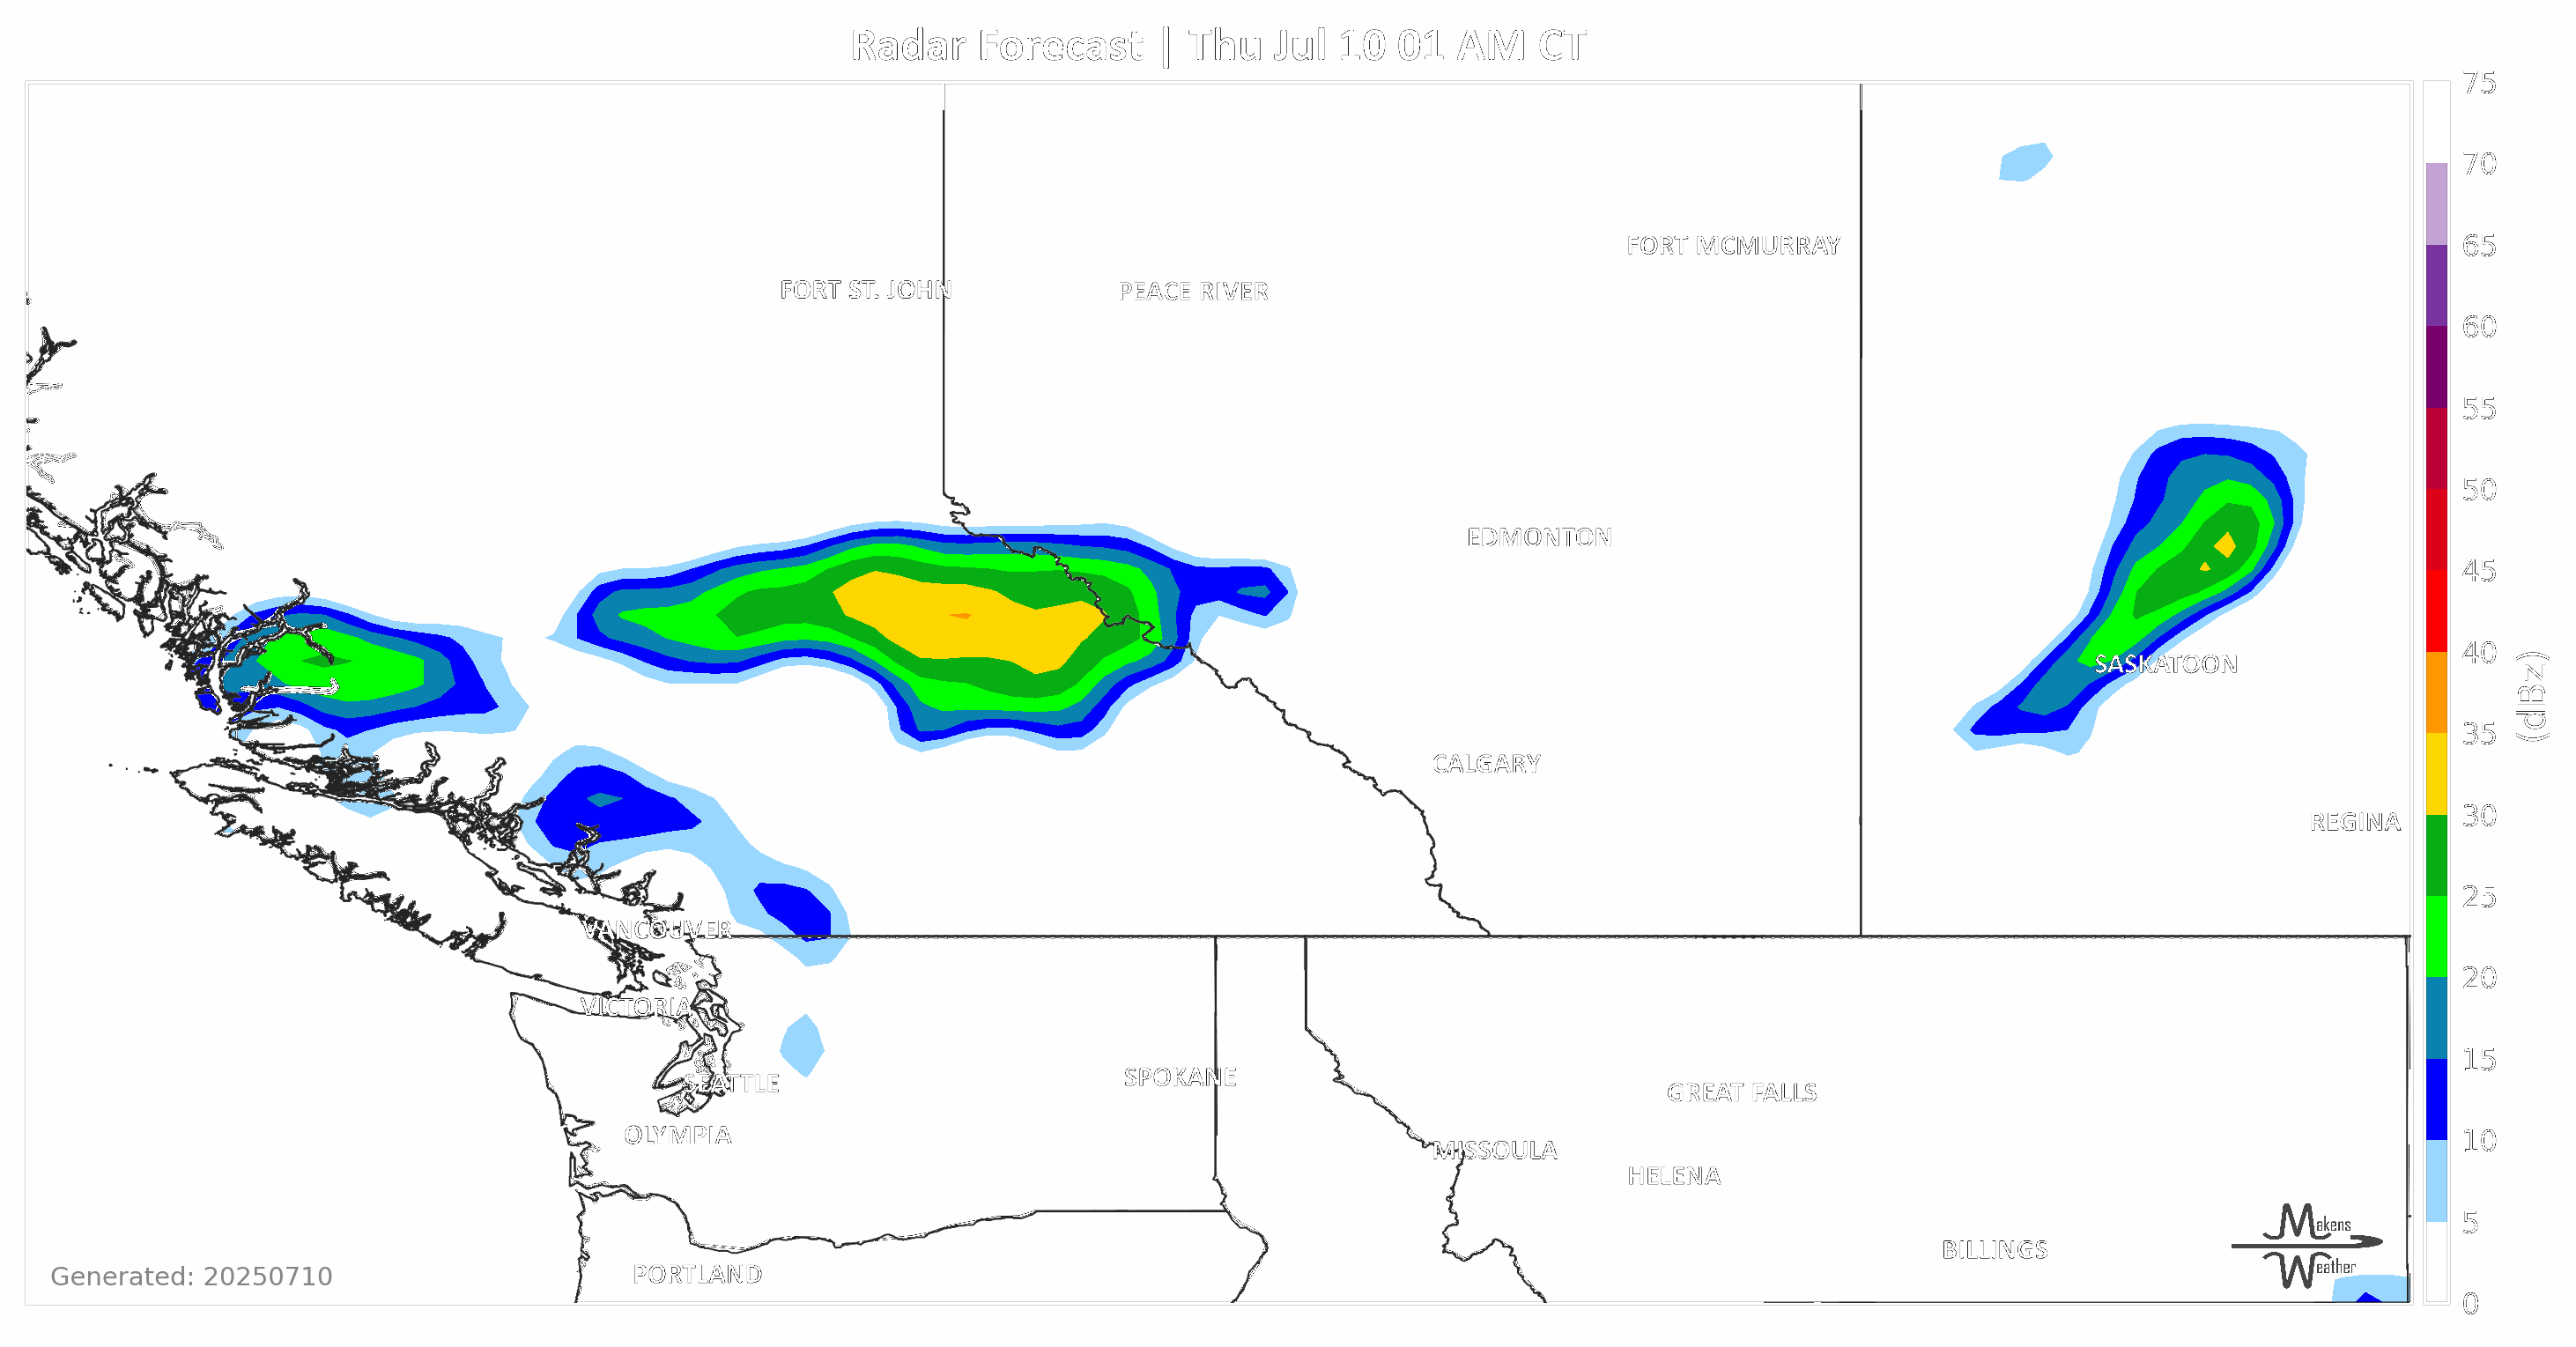 Radar Forecast | Thu Jul 10 01 AM CT
75
70
FORT MCMURRAY
65
FORT ST. JOHN
PEACE RIVER
60
55
50
EDMONTON
45
SASKATOON
40
(dBz)
35
CALGARY
REGINA
30
25
VANCOUVER
20
VICTORIA
15
SPOKANE
SEATTLE
GREAT FALLS
OLYMPIA
10
MISSOULA
HELENA
5
Makens
Weather
BILLINGS
PORTLAND
Generated: 20250710
0